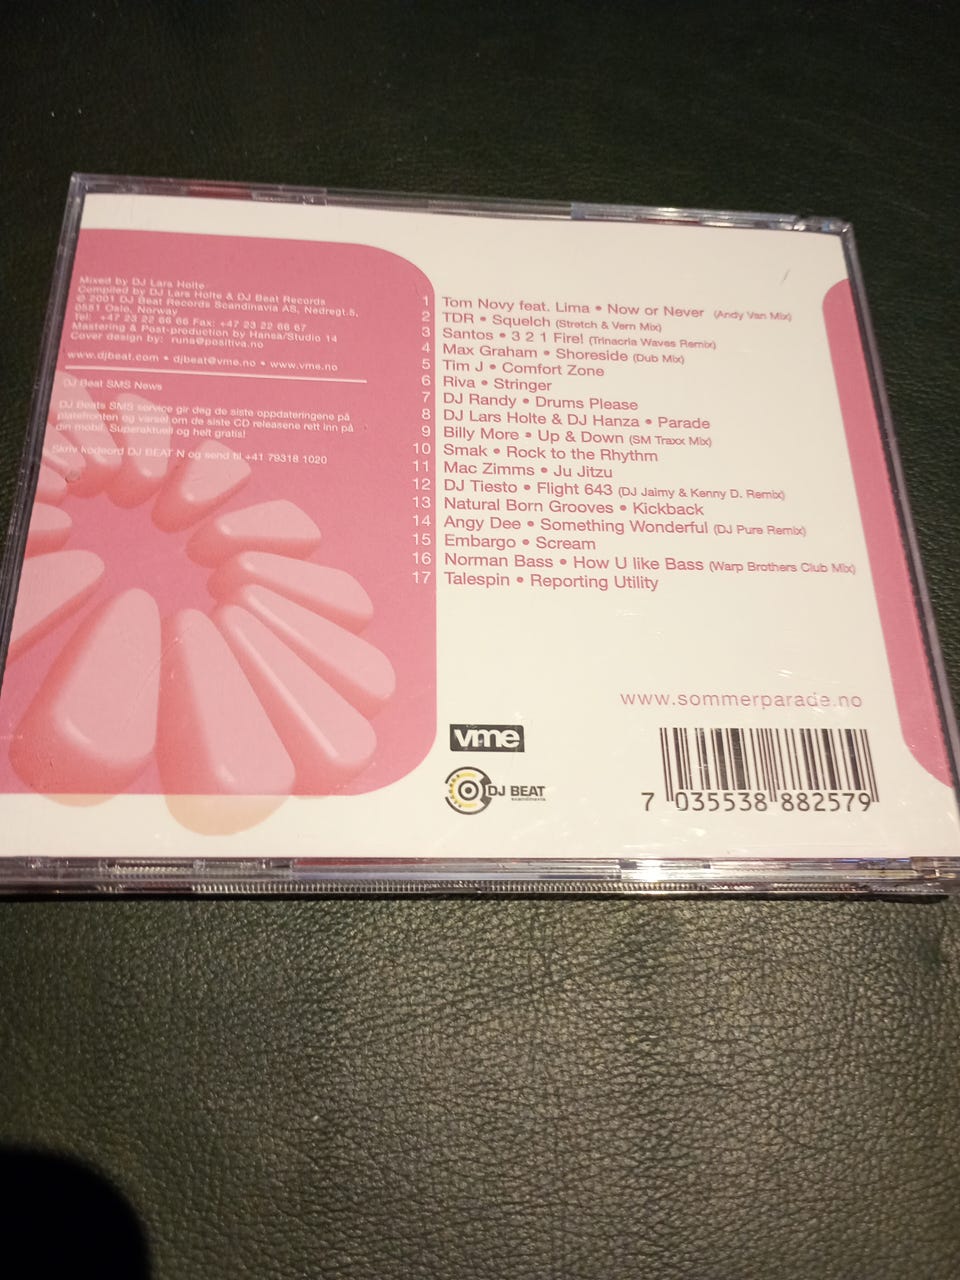 Mixed by DJ Lars Holte
Compiled by DJ Lars Holte & DJ Beat Records
© 2001 DJ Beat Records Scandinavia AS, Nedregt.5,
0551 Oslo, Norway
Tel: +47 23 22 66 66 Fax: +47 23 22 66 67
Mastering & Post-production by Hansa/Studio 14
Cover design by: runa@positiva.no
www.djbeat.com • djbeat@vme.no • www.vme.no
DJ Beat SMS News
DJ Beats SMS service gir deg de siste oppdateringene på
platefronten og varsel om de siste CD releasene rett inn på
din mobil. Superaktuelt og helt gratis!
Skriv kodeord DJ BEAT N og send til +41 79318 1020
1 Tom Novy feat. Lima • Now or Never (Andy Van Mix)
2 TDR • Squelch (Stretch & Vern Mix)
3 Santos • 3 2 1 Fire! (Trinacria Waves Remix)
4 Max Graham • Shoreside (Dub Mix)
5 Tim J • Comfort Zone
6 Riva • Stringer
7 DJ Randy • Drums Please
8 DJ Lars Holte & DJ Hanza • Parade
9 Billy More • Up & Down (SM Traxx Mix)
10 Smak • Rock to the Rhythm
11 Mac Zimms • Ju Jitzu
12 DJ Tiesto • Flight 643 (DJ Jaimy & Kenny D. Remix)
13 Natural Born Grooves • Kickback
14 Angy Dee • Something Wonderful (DJ Pure Remix)
15 Embargo • Scream
16 Norman Bass • How U like Bass (Warp Brothers Club Mix)
17 Talespin • Reporting Utility
www.sommerparade.no
vme
DJ BEAT
scandinavia
7 035538 882579